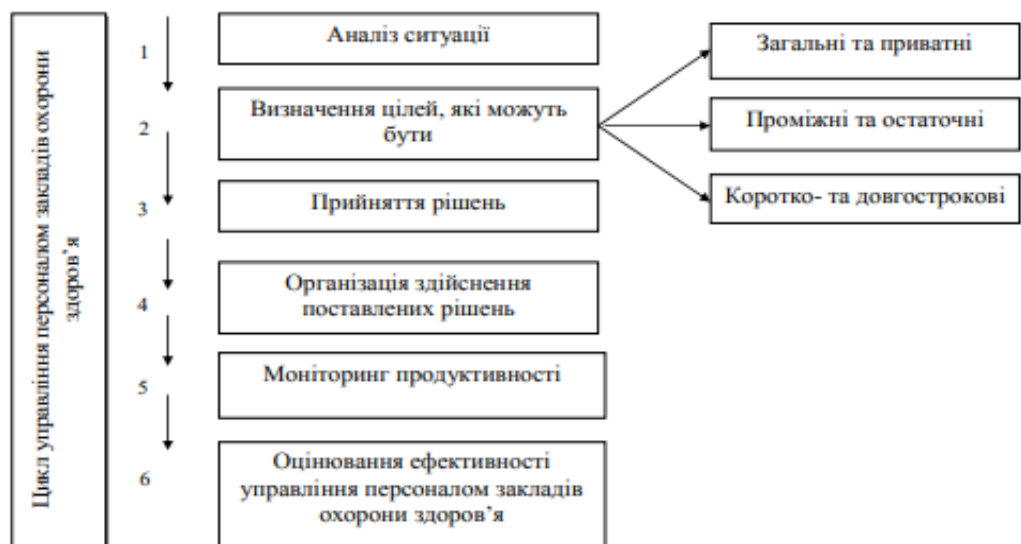 Цикл управління персоналом закладів охорони
здоров’я
1
Аналіз ситуації
2
Визначення цілей, які можуть
бути
Загальні та приватні
Проміжні та остаточні
Коротко- та довгострокові
3
Прийняття рішень
4
Організація здійснення
поставлених рішень
5
Моніторинг продуктивності
6
Оцінювання ефективності
управління персоналом закладів
охорони здоров’я